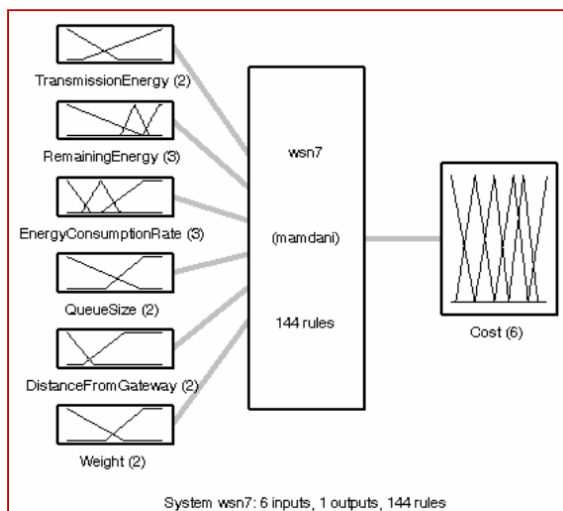 TransmissionEnergy (2)
RemainingEnergy (3)
EnergyConsumptionRate (3)
QueueSize (2)
DistanceFromGateway (2)
Weight (2)
wsn7
(mamdani)
144 rules
Cost (6)
System wsn7: 6 inputs, 1 outputs, 144 rules